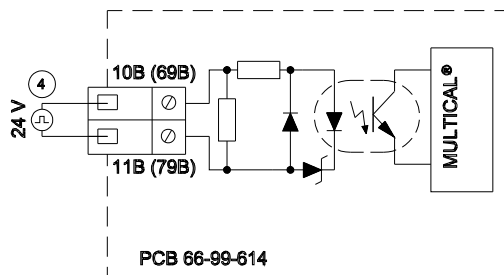 10B (69B)
4
24 V
11B (79B)
MULTICAL®
PCB 66-99-614